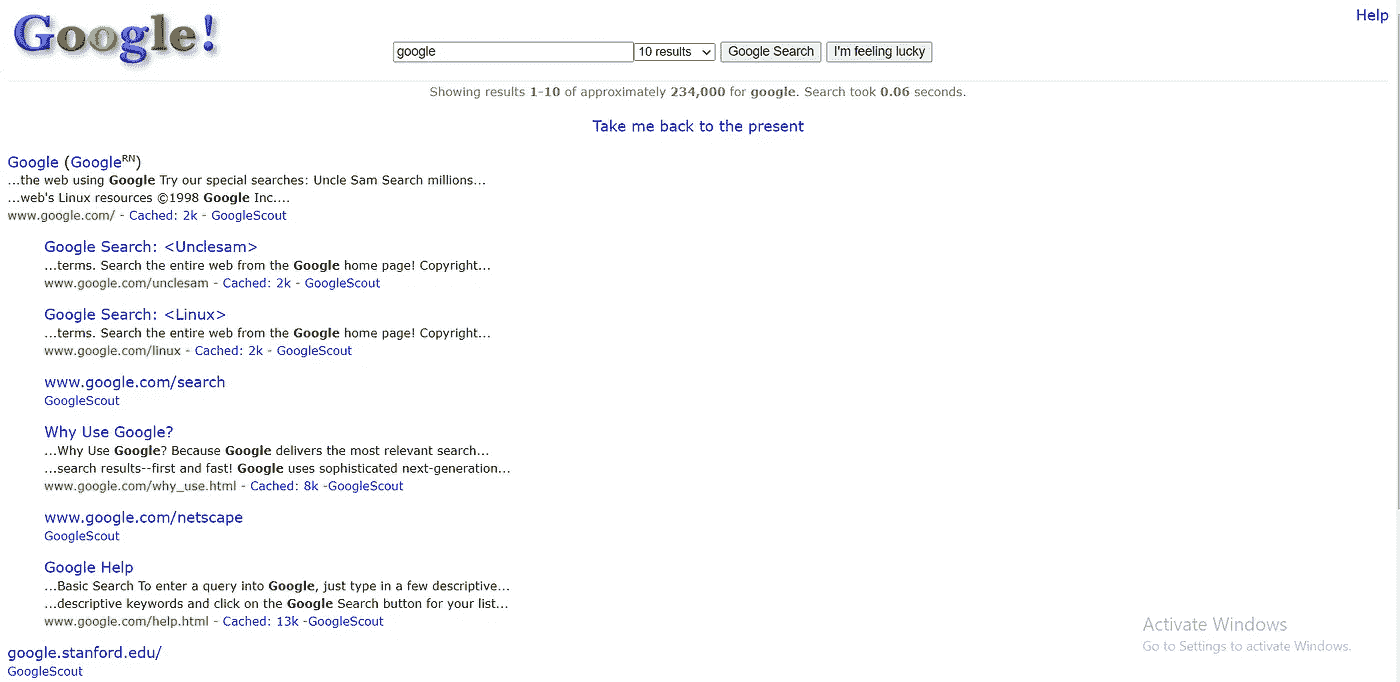 Google!
Help
google
10 results
Google Search
I'm feeling lucky
Showing results 1-10 of approximately 234,000 for google. Search took 0.06 seconds.
Take me back to the present
Google (GoogleRN)
...the web using Google Try our special searches: Uncle Sam Search millions...
...web's Linux resources ©1998 Google Inc....
www.google.com/ - Cached: 2k - GoogleScout
Google Search: <Unclesam>
...terms. Search the entire web from the Google home page! Copyright...
www.google.com/unclesam - Cached: 2k - GoogleScout
Google Search: <Linux>
...terms. Search the entire web from the Google home page! Copyright...
www.google.com/linux - Cached: 2k - GoogleScout
www.google.com/search
GoogleScout
Why Use Google?
...Why Use Google? Because Google delivers the most relevant search...
...search results--first and fast! Google uses sophisticated next-generation...
www.google.com/why_use.html - Cached: 8k -GoogleScout
www.google.com/netscape
GoogleScout
Google Help
...Basic Search To enter a query into Google, just type in a few descriptive...
...descriptive keywords and click on the Google Search button for your list...
www.google.com/help.html - Cached: 13k -GoogleScout
google.stanford.edu/
GoogleScout
Activate Windows
Go to Settings to activate Windows.